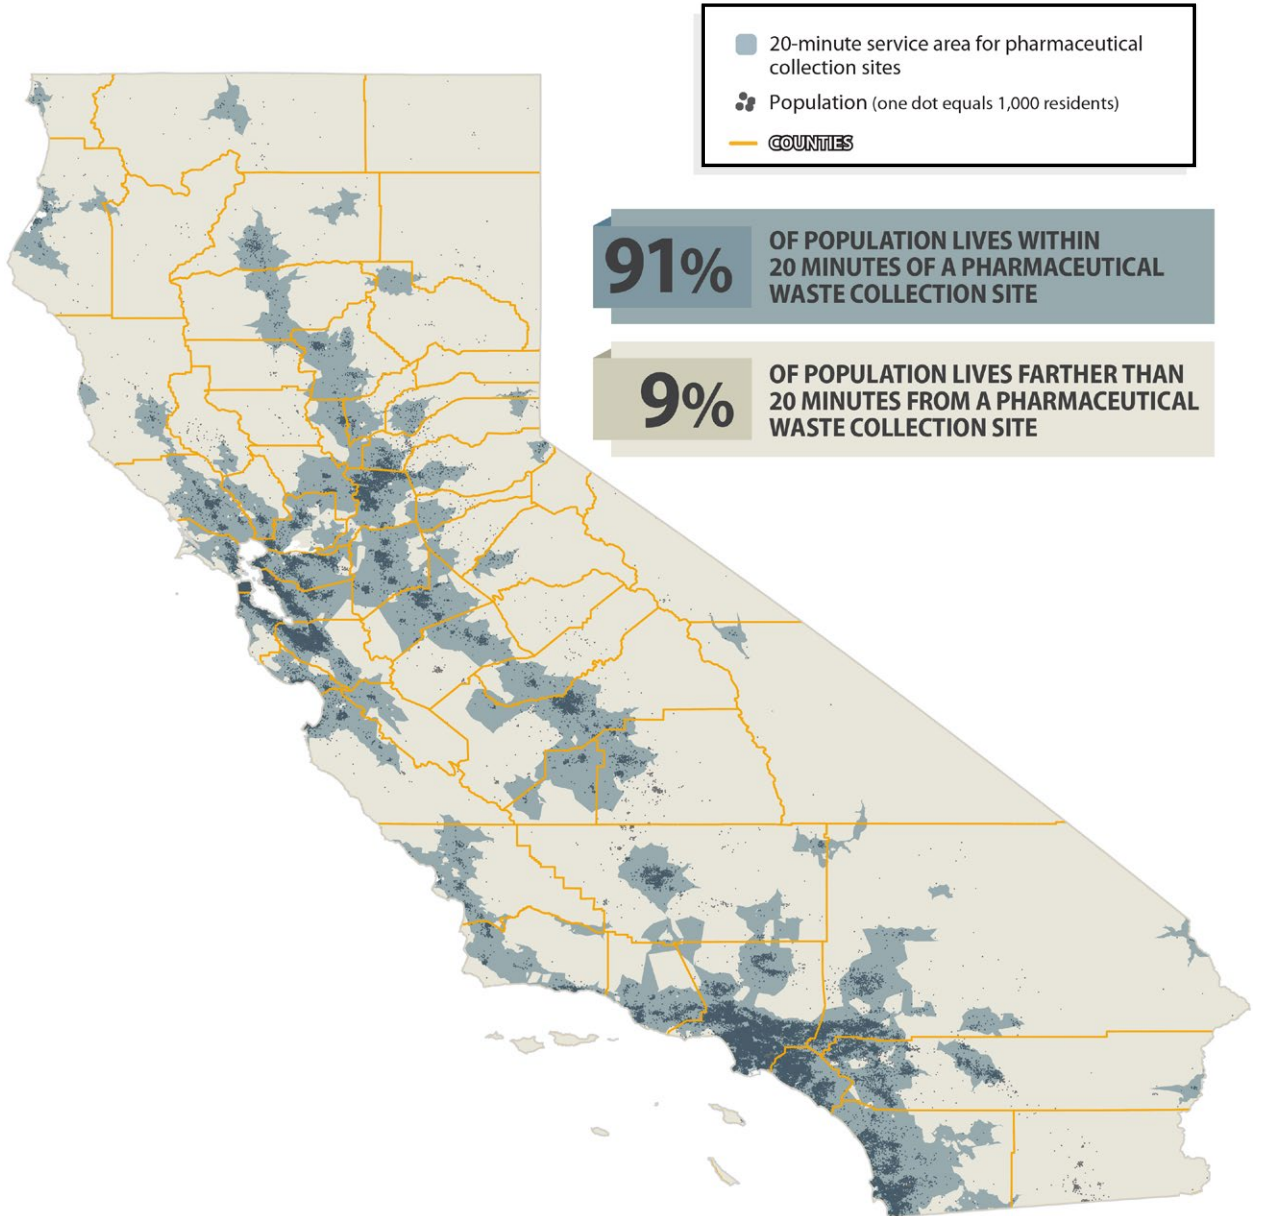 20-minute service area for pharmaceutical
collection sites
Population (one dot equals 1,000 residents)
COUNTIES
91%
OF POPULATION LIVES WITHIN
20 MINUTES OF A PHARMACEUTICAL
WASTE COLLECTION SITE
9%
OF POPULATION LIVES FARTHER THAN
20 MINUTES FROM A PHARMACEUTICAL
WASTE COLLECTION SITE